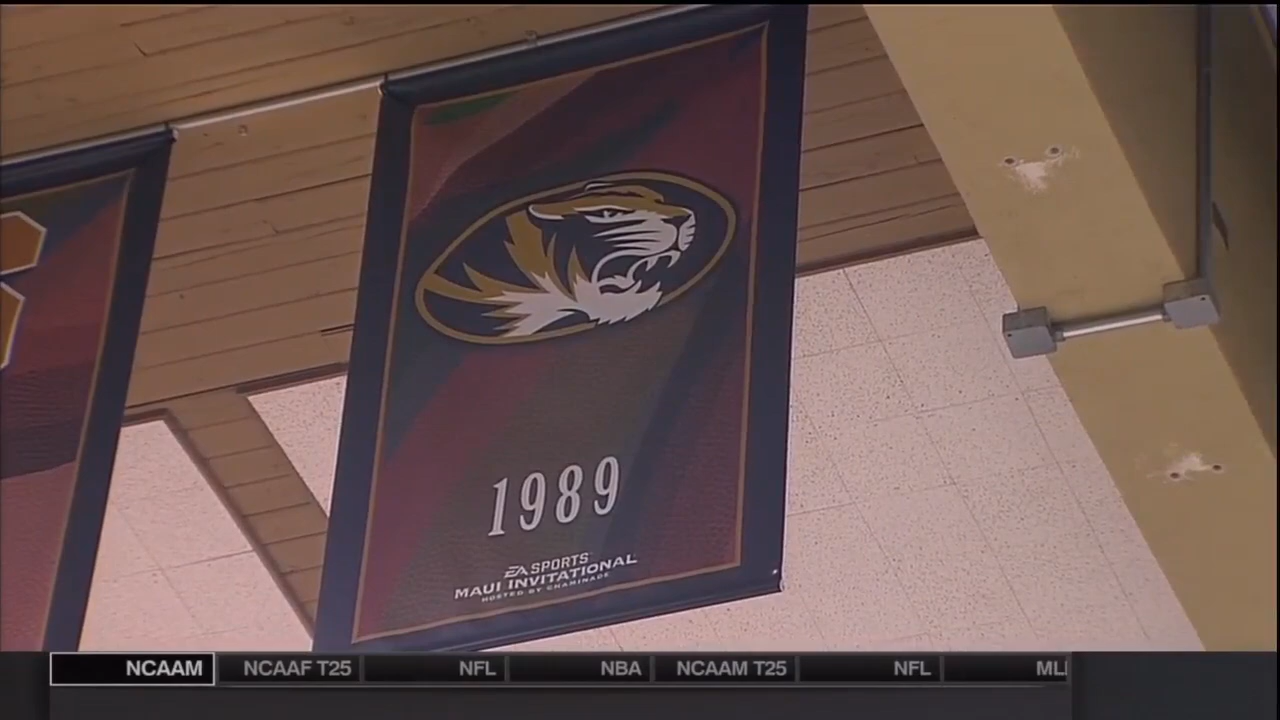 1989
EA SPORTS
MAUI INVITATIONAL
HOSTED BY CHAMINADE
NCAAM NCAAF T25 NFL NBA NCAAM T25 NFL